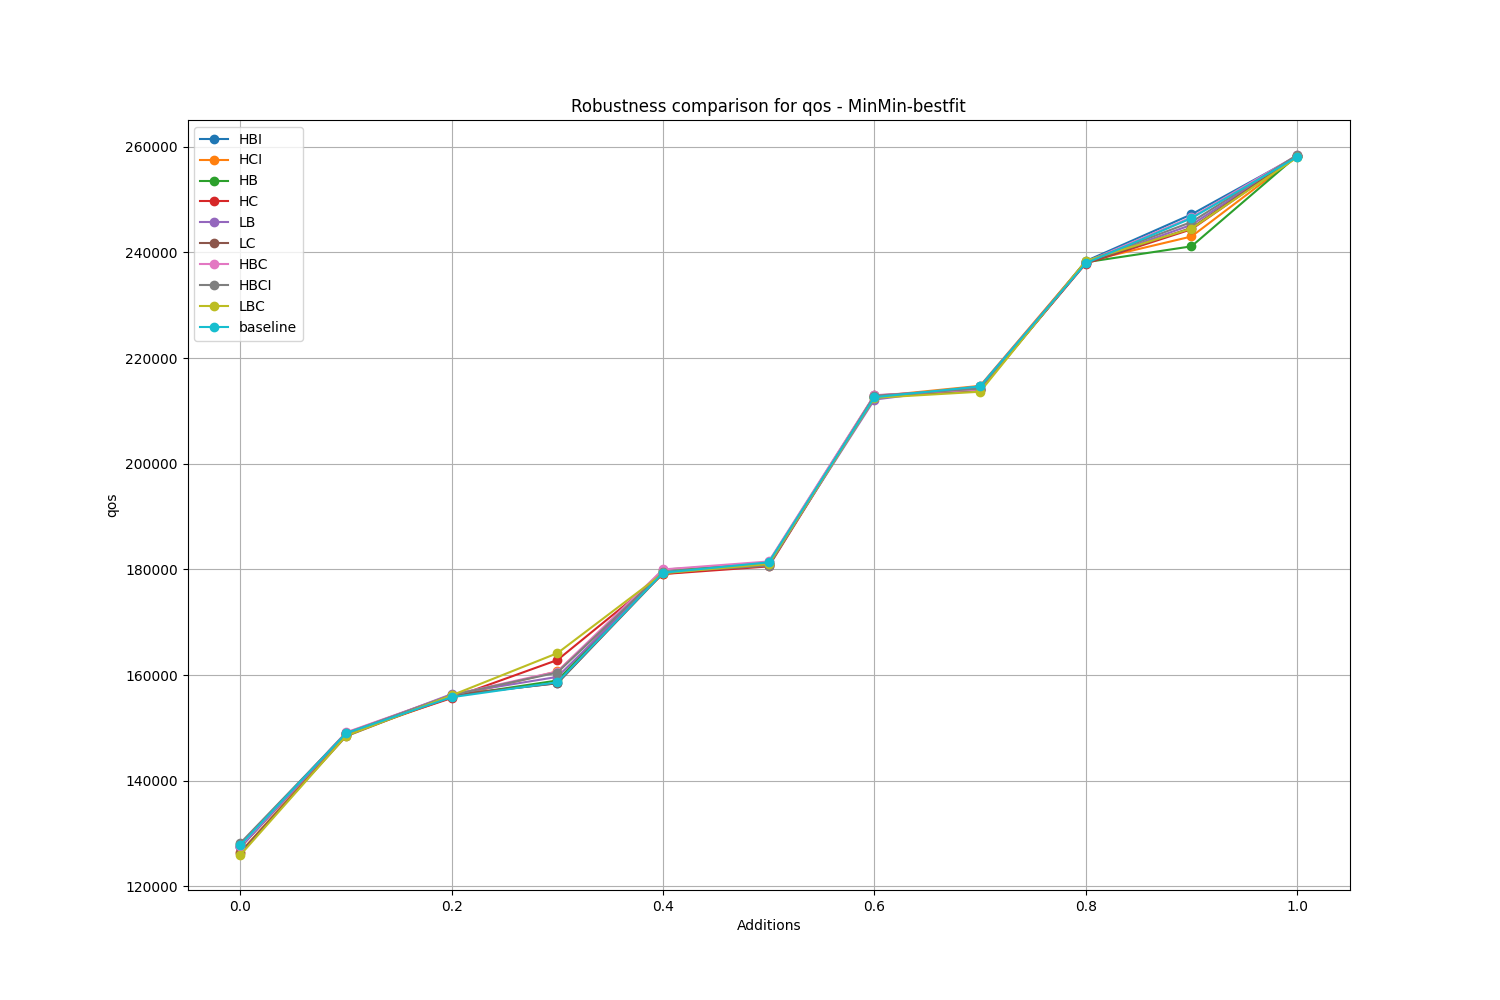 Robustness comparison for qos - MinMin-bestfit
HBI
HCI
HB
HC
LB
LC
HBC
HBCI
LBC
baseline
260000
240000
220000
200000
180000
160000
140000
120000
qos
0.0 0.2 0.4 0.6 0.8 1.0
Additions